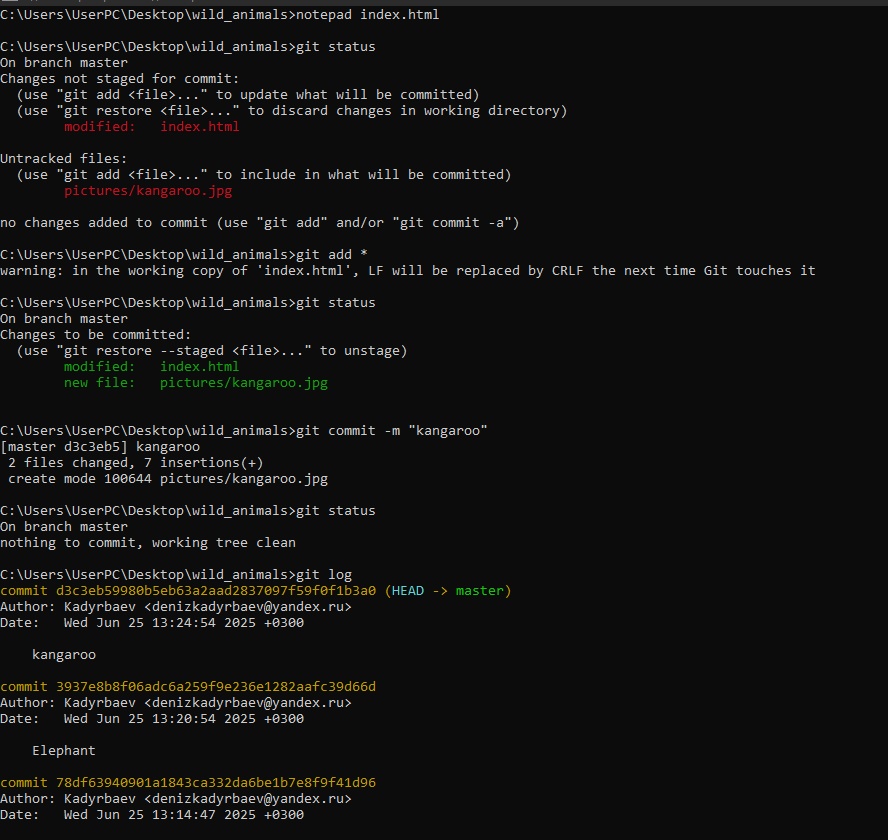 C:\Users\UserPC\Desktop\wild_animals>notepad index.html
C:\Users\UserPC\Desktop\wild_animals>git status
On branch master
Changes not staged for commit:
  (use "git add <file>..." to update what will be committed)
  (use "git restore <file>..." to discard changes in working directory)
        modified:   index.html
Untracked files:
  (use "git add <file>..." to include in what will be committed)
        pictures/kangaroo.jpg
no changes added to commit (use "git add" and/or "git commit -a")
C:\Users\UserPC\Desktop\wild_animals>git add *
warning: in the working copy of 'index.html', LF will be replaced by CRLF the next time Git touches it
C:\Users\UserPC\Desktop\wild_animals>git status
On branch master
Changes to be committed:
  (use "git restore --staged <file>..." to unstage)
        modified:   index.html
        new file:   pictures/kangaroo.jpg
C:\Users\UserPC\Desktop\wild_animals>git commit -m "kangaroo"
[master d3c3eb5] kangaroo
 2 files changed, 7 insertions(+)
 create mode 100644 pictures/kangaroo.jpg
C:\Users\UserPC\Desktop\wild_animals>git status
On branch master
nothing to commit, working tree clean
C:\Users\UserPC\Desktop\wild_animals>git log
commit d3c3eb59980b5eb63a2aad2837097f59f0f1b3a0 (HEAD -> master)
Author: Kadyrbaev <denizkadyrbaev@yandex.ru>
Date:   Wed Jun 25 13:24:54 2025 +0300
    kangaroo
commit 3937e8b8f06adc6a259f9e236e1282aafc39d66d
Author: Kadyrbaev <denizkadyrbaev@yandex.ru>
Date:   Wed Jun 25 13:20:54 2025 +0300
    Elephant
commit 78df63940901a1843ca332da6be1b7e8f9f41d96
Author: Kadyrbaev <denizkadyrbaev@yandex.ru>
Date:   Wed Jun 25 13:14:47 2025 +0300